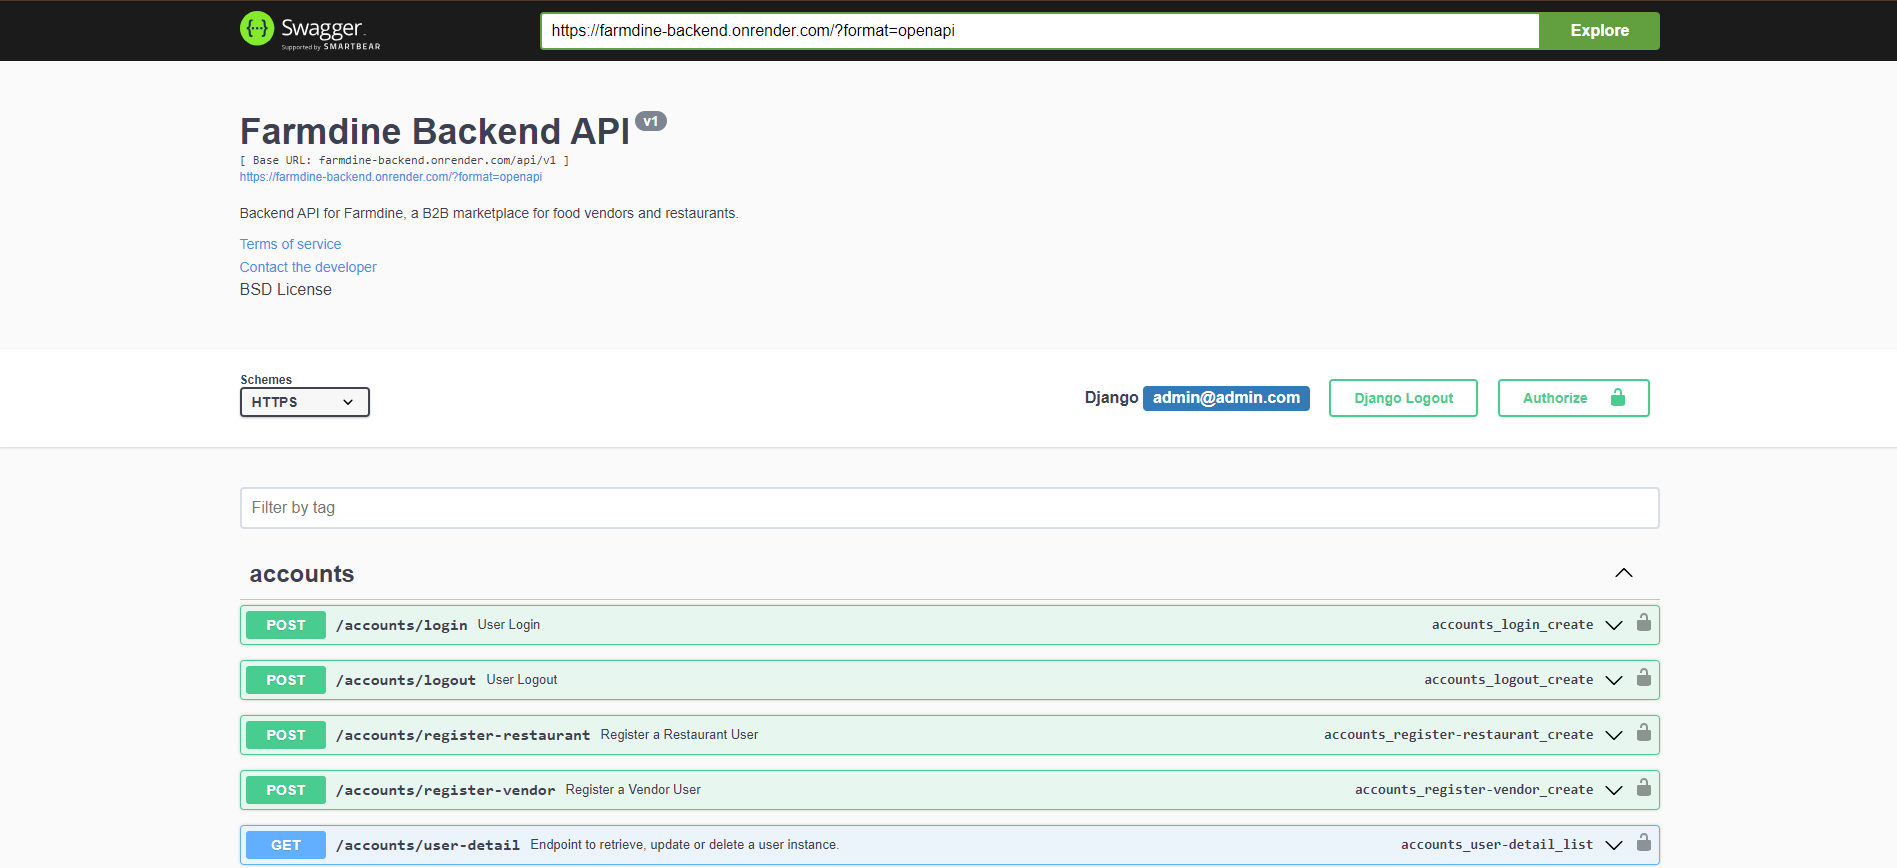 Swagger
Supported by SMARTBEAR
https://farmdine-backend.onrender.com/?format=openapi
Explore
Farmdine Backend API v1
[ Base URL: farmdine-backend.onrender.com/api/v1 ]
https://farmdine-backend.onrender.com/?format=openapi
Backend API for Farmdine, a B2B marketplace for food vendors and restaurants.
Terms of service
Contact the developer
BSD License
Schemes
HTTPS
Django admin@admin.com
Django Logout
Authorize
Filter by tag
accounts
POST /accounts/login User Login accounts_login_create
POST /accounts/logout User Logout accounts_logout_create
POST /accounts/register-restaurant Register a Restaurant User accounts_register-restaurant_create
POST /accounts/register-vendor Register a Vendor User accounts_register-vendor_create
GET /accounts/user-detail Endpoint to retrieve, update or delete a user instance. accounts_user-detail_list